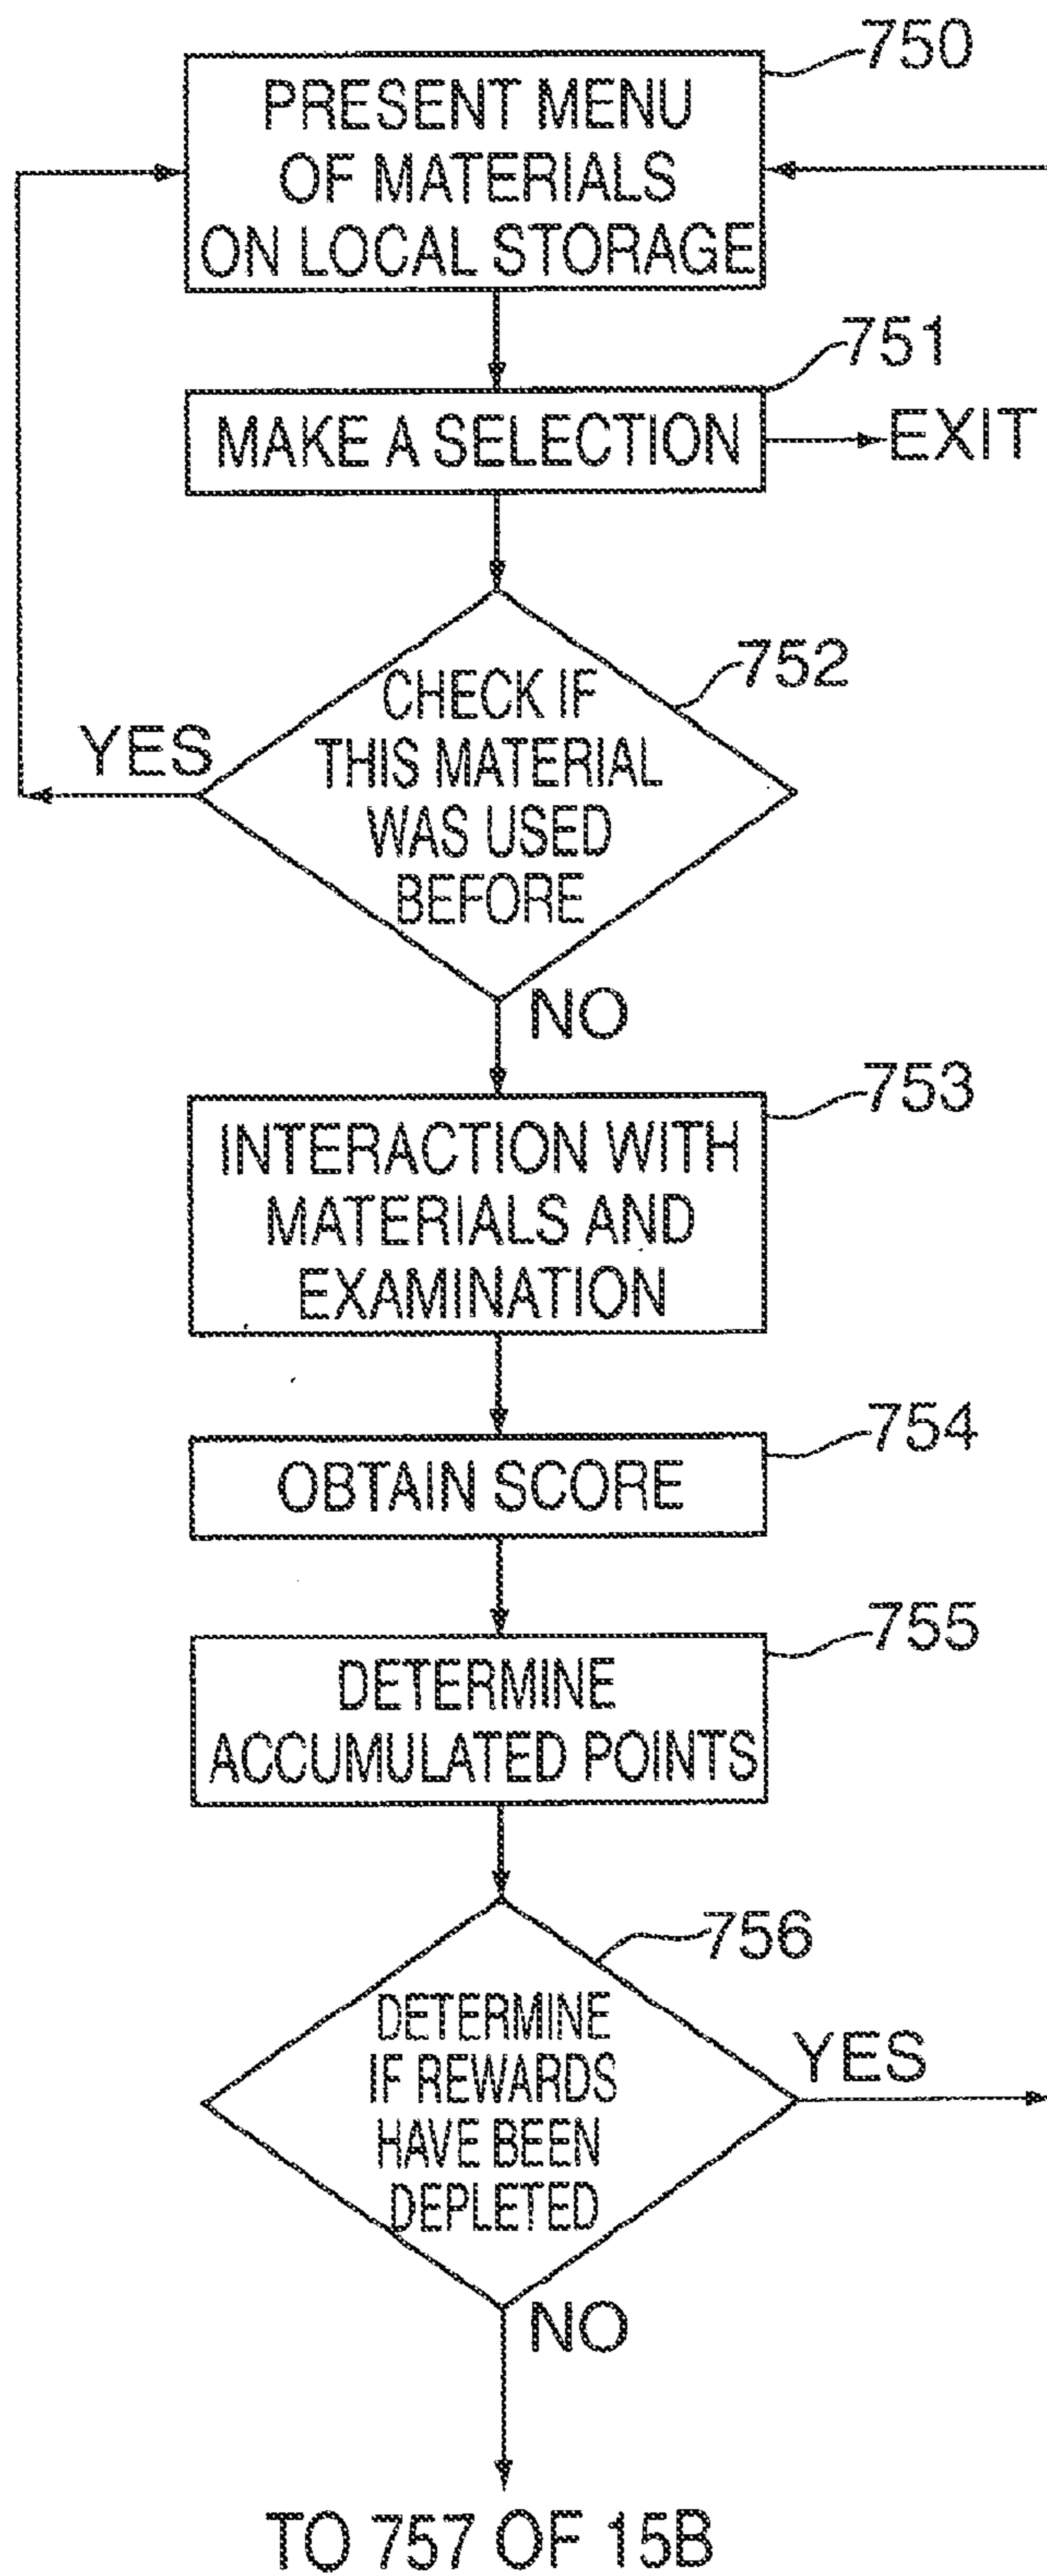 750
PRESENT MENU
OF MATERIALS
ON LOCAL STORAGE
751
MAKE A SELECTION
EXIT
752
CHECK IF
THIS MATERIAL
WAS USED
BEFORE
YES
NO
753
INTERACTION WITH
MATERIALS AND
EXAMINATION
754
OBTAIN SCORE
755
DETERMINE
ACCUMULATED POINTS
756
DETERMINE
IF REWARDS
HAVE BEEN
DEPLETED
YES
NO
TO 757 OF 15B